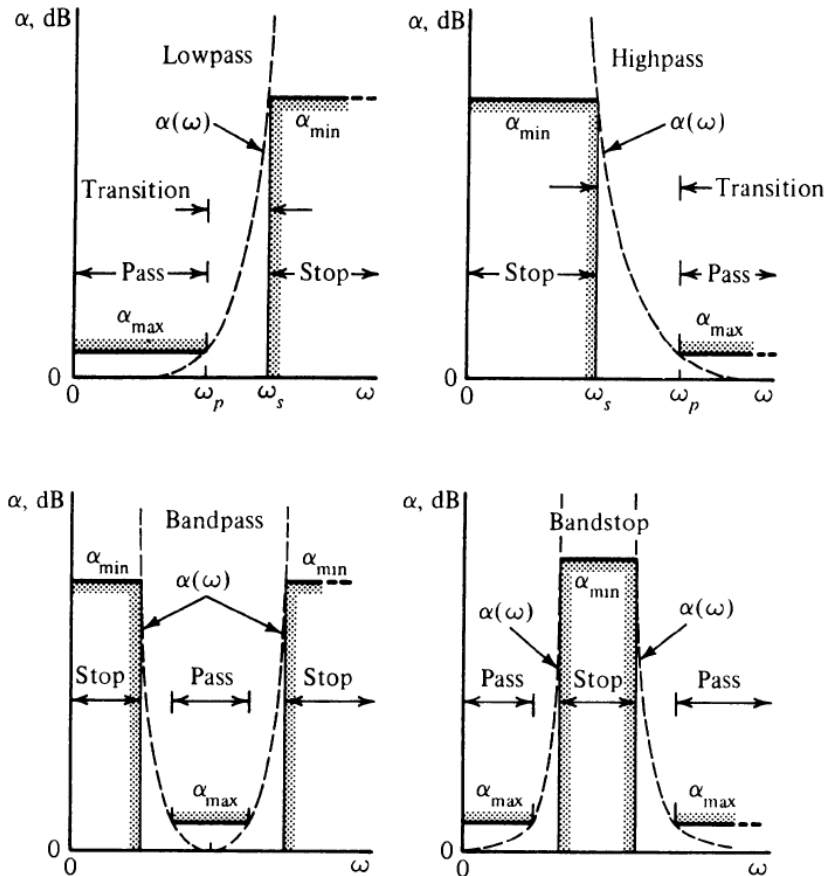 α, dB
Lowpass
α(ω)
α_min
Transition
Pass
Stop
α_max
0
0
ω_p
ω_s
ω
α, dB
Highpass
α_min
α(ω)
Transition
Stop
Pass
α_max
0
0
ω_s
ω_p
ω
α, dB
Bandpass
α_min
α_min
α(ω)
Stop
Pass
Stop
α_max
0
0
ω
α, dB
Bandstop
α_min
α(ω)
α(ω)
Pass
Stop
Pass
α_max
α_max
0
0
ω